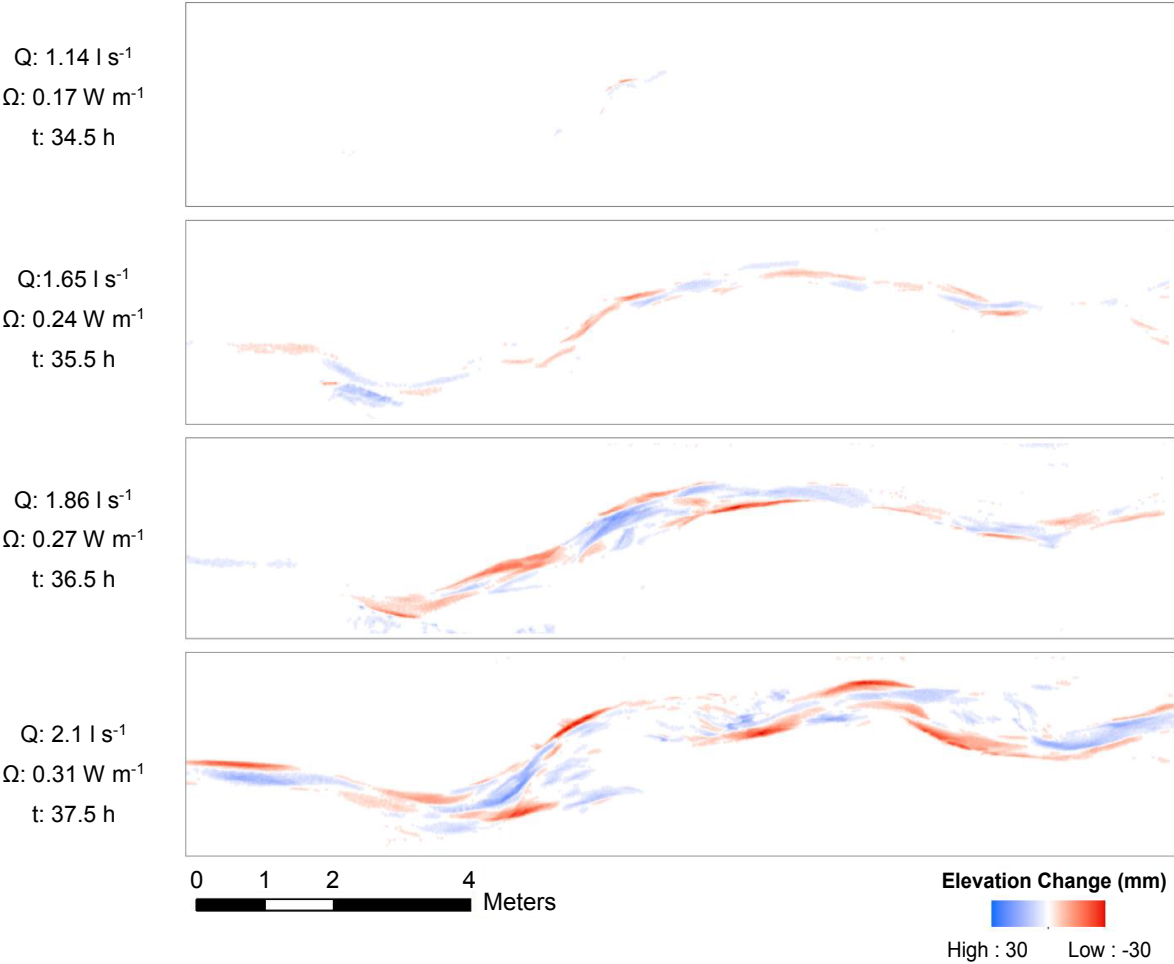 Q: 1.14 l s⁻¹
Ω: 0.17 W m⁻¹
t: 34.5 h
Q:1.65 l s⁻¹
Ω: 0.24 W m⁻¹
t: 35.5 h
Q: 1.86 l s⁻¹
Ω: 0.27 W m⁻¹
t: 36.5 h
Q: 2.1 l s⁻¹
Ω: 0.31 W m⁻¹
t: 37.5 h
0 1 2 4
Meters
Elevation Change (mm)
High : 30 Low : -30